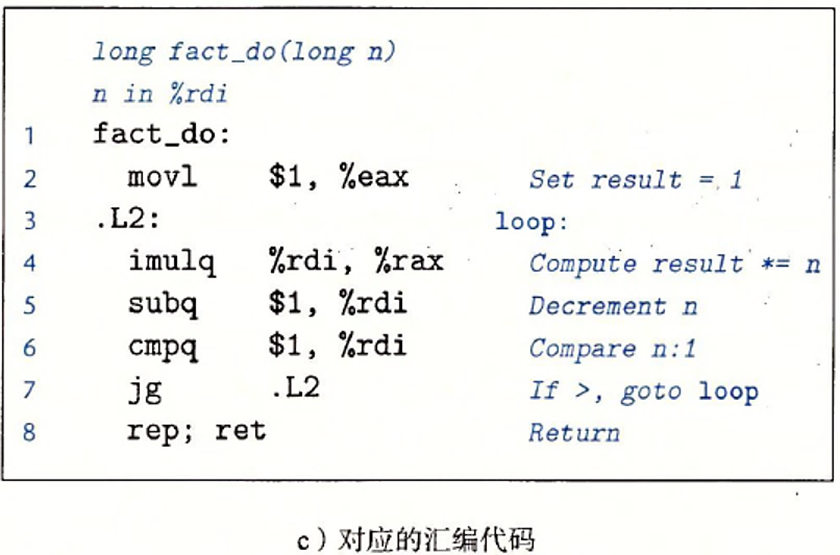 long fact_do(long n)
n in %rdi
1 fact_do:
2 movl $1, %eax Set result = 1
3 .L2: loop:
4 imulq %rdi, %rax Compute result *= n
5 subq $1, %rdi Decrement n
6 cmpq $1, %rdi Compare n:1
7 jg .L2 If >, goto loop
8 rep; ret Return
c）对应的汇编代码